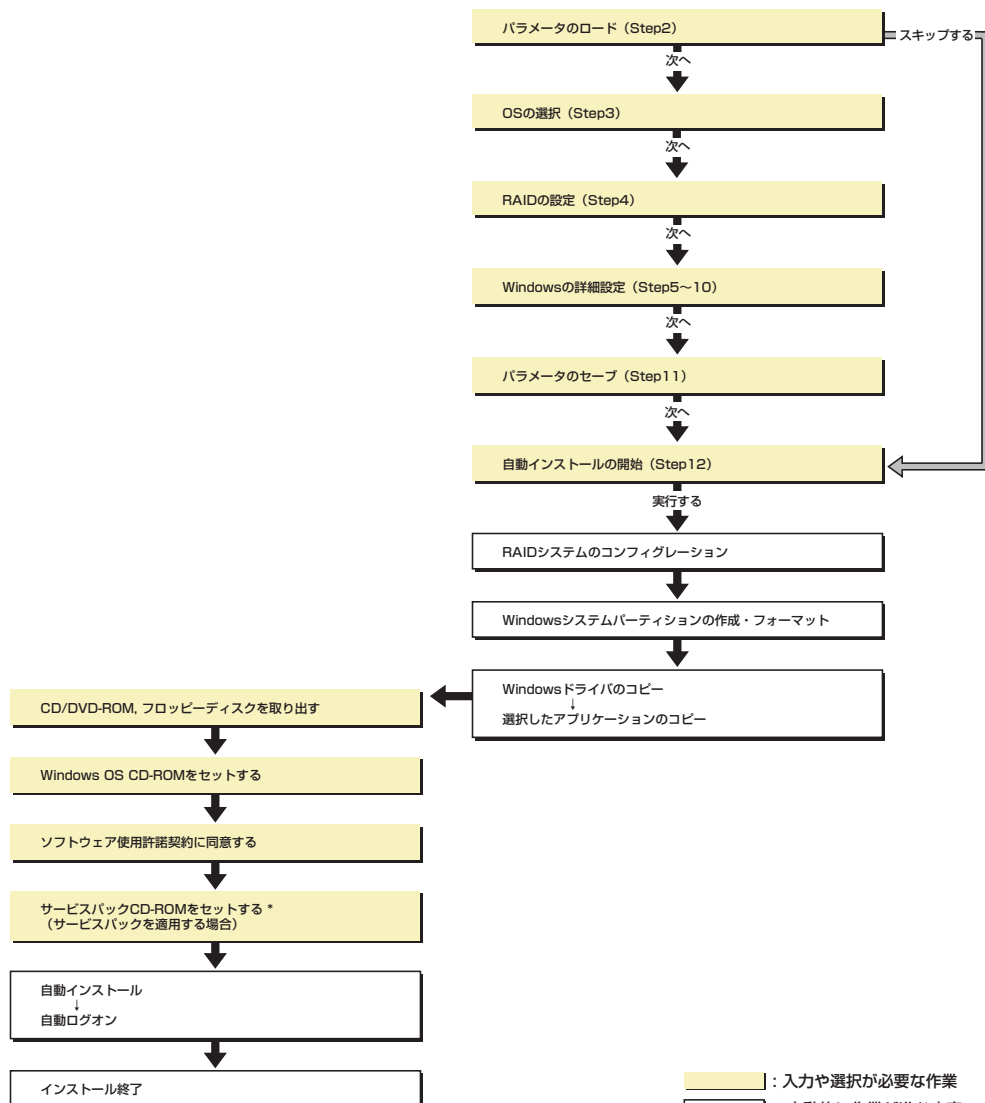 パラメータのロード（Step2）
スキップする
次へ
OSの選択（Step3）
次へ
RAIDの設定（Step4）
次へ
Windowsの詳細設定（Step5〜10）
次へ
パラメータのセーブ（Step11）
次へ
自動インストールの開始（Step12）
実行する
RAIDシステムのコンフィグレーション
Windowsシステムパーティションの作成・フォーマット
Windowsドライバのコピー
↓
選択したアプリケーションのコピー
CD/DVD-ROM, フロッピーディスクを取り出す
Windows OS CD-ROMをセットする
ソフトウェア使用許諾契約に同意する
サービスパックCD-ROMをセットする *
（サービスパックを適用する場合）
自動インストール
↓
自動ログオン
インストール終了
：入力や選択が必要な作業